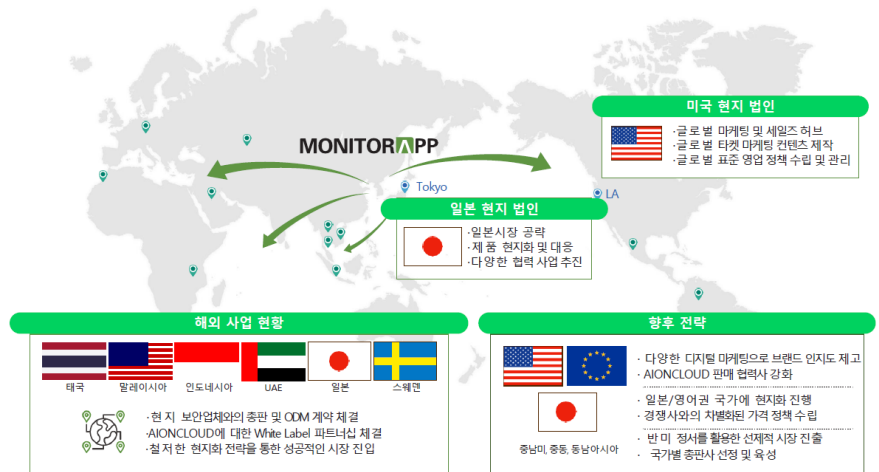 MONITORAPP
미국 현지 법인
·글로벌 마케팅 및 세일즈 허브
·글로벌 타켓 마케팅 컨텐츠 제작
·글로벌 표준 영업 정책 수립 및 관리
Tokyo
LA
일본 현지 법인
·일본시장 공략
·제품 현지화 및 대응
·다양한 협력 사업 추진
해외 사업 현황
태국 말레이시아 인도네시아 UAE 일본 스웨덴
·현지 보안업체와의 총판 및 ODM 계약 체결
·AIONCLOUD에 대한 White Label 파트너십 체결
·철저한 현지화 전략을 통한 성공적인 시장 진입
향후 전략
· 다양한 디지털 마케팅으로 브랜드 인지도 제고
· AIONCLOUD 판매 협력사 강화
· 일본/영어권 국가에 현지화 진행
· 경쟁사와의 차별화된 가격 정책 수립
중남미, 중동, 동남아시아
· 반미 정서를 활용한 선제적 시장 진출
· 국가별 총판사 선정 및 육성